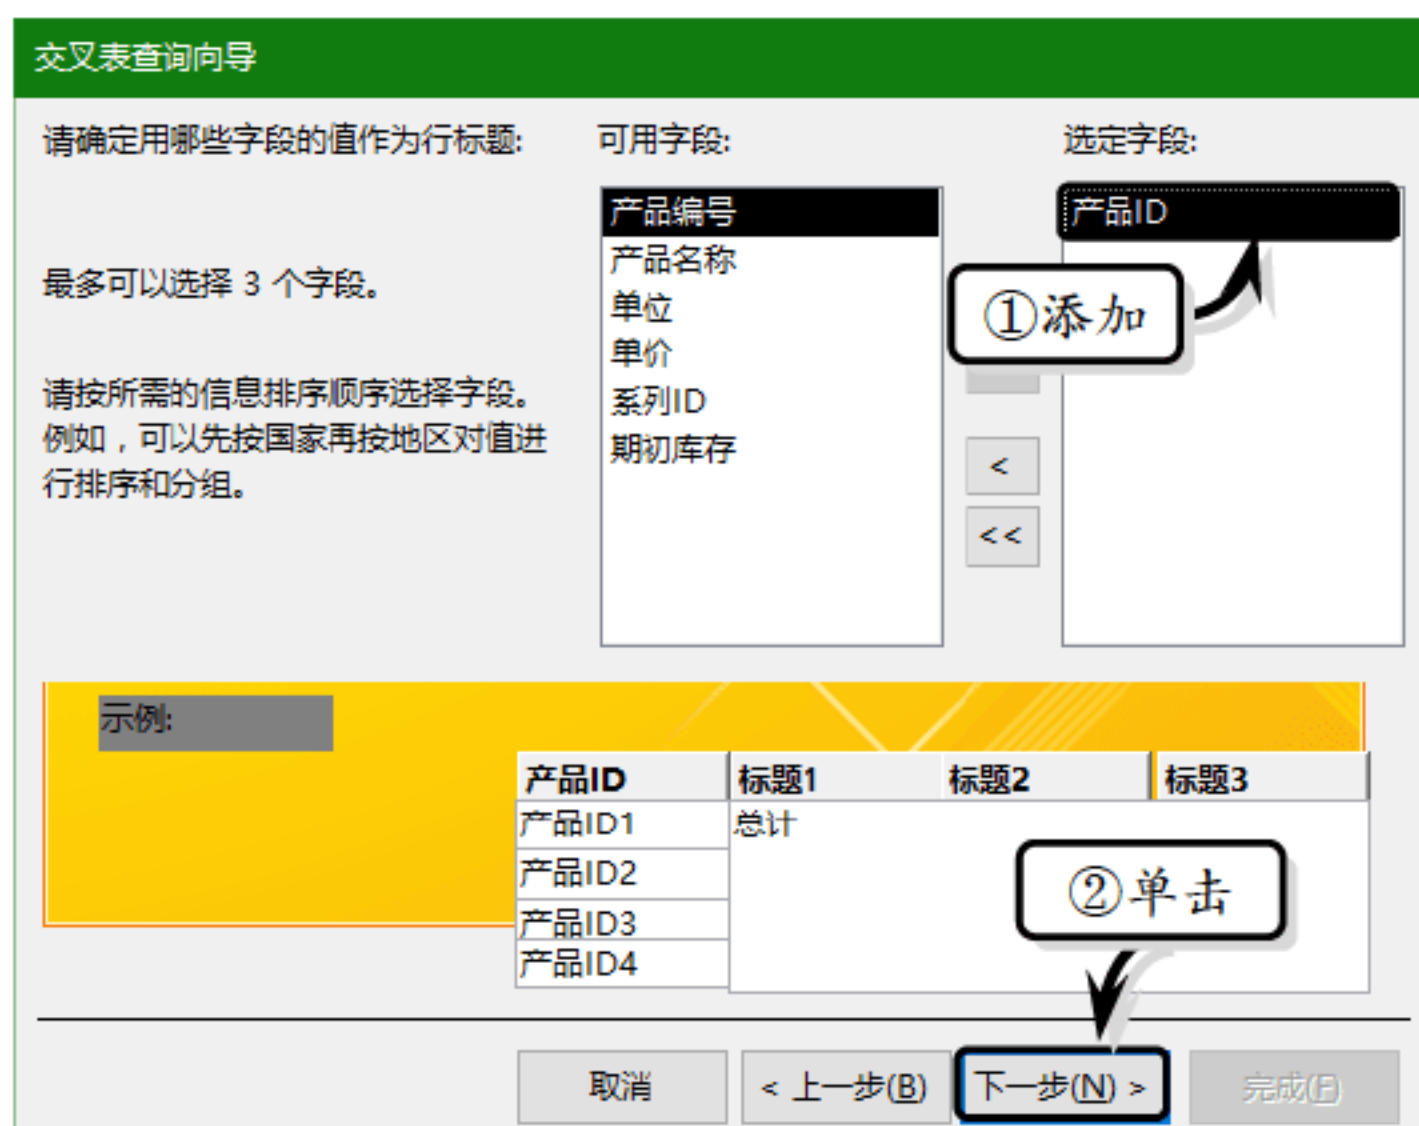 交叉表查询向导
请确定用哪些字段的值作为行标题:
最多可以选择 3 个字段。
请按所需的信息排序顺序选择字段。
例如，可以先按国家再按地区对值进
行排序和分组。
可用字段:
产品编号
产品名称
单位
单价
系列ID
期初库存
①添加
<
<<
选定字段:
产品ID
示例:
产品ID 标题1 标题2 标题3
产品ID1 总计
产品ID2
产品ID3
产品ID4
②单击
取消 < 上一步(B) 下一步(N) > 完成(F)